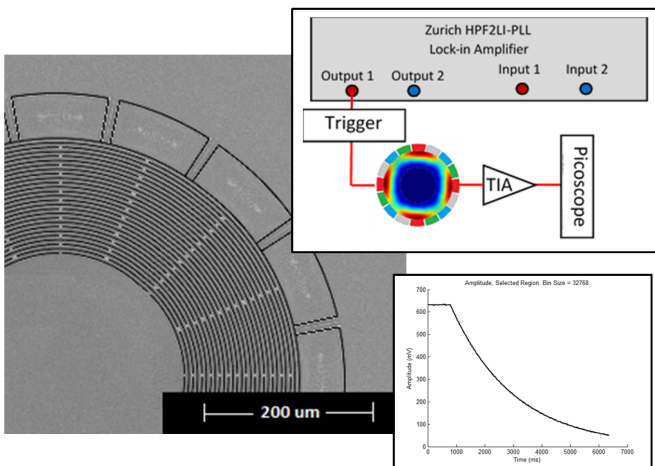 Zurich HPF2LI-PLL
Lock-in Amplifier
Output 1
Output 2
Input 1
Input 2
Trigger
TIA
Picoscope
200 um
Amplitude, Selected Region. Bin Size = 32768
Amplitude (mV)
700
600
500
400
300
200
100
0
0 1000 2000 3000 4000 5000 6000 7000
Time (ms)